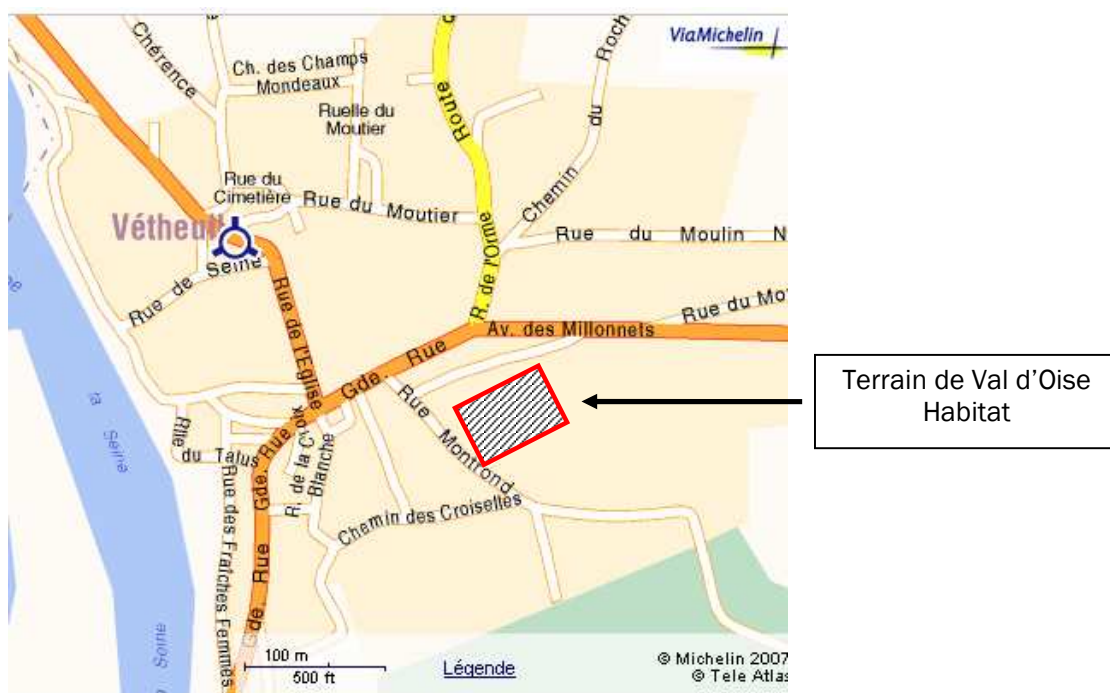 ViaMichelin
Chérence
Ch. des Champs
Mondeaux
Route
Roch
du
Chemin
Ruelle du
Moutier
Rue du
Cimetière
Rue du Moutier
Vétheuil
Rue du Moulin N
Rue de Seine
R. de l'Orme
Rue du Mo
Av. des Millonnets
Rue de l'Eglise
Gde. Rue
Terrain de Val d'Oise
Habitat
Rue Montrond
la Seine
Rlle
du Talus
Gde. Rue
R. de la C
Blanche
Chemin des Croiselles
Rue des Fraîches Femmes
Gde. Rue
Seine
100 m
500 ft
Légende
© Michelin 2007
© Tele Atlas